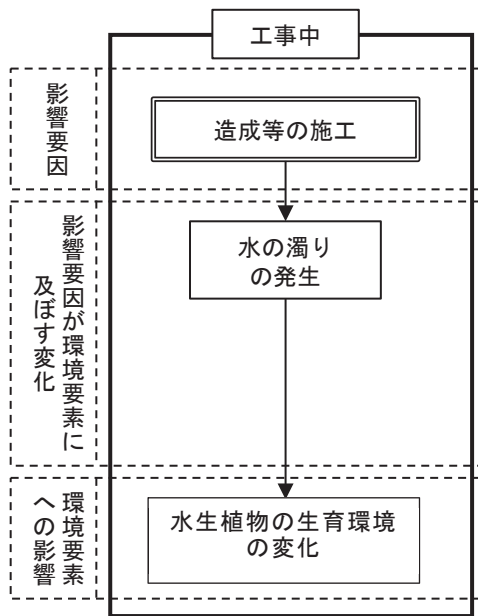 工事中
影響要因
造成等の施工
影響要因が環境要素に
及ぼす変化
水の濁り
の発生
環境要素
への影響
水生植物の生育環境
の変化